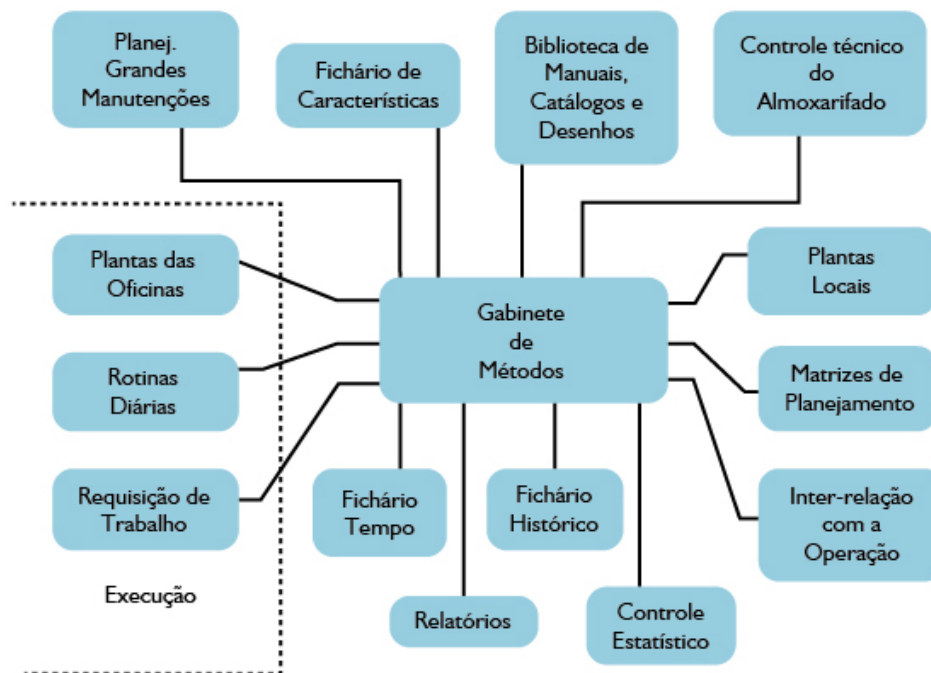 Planej.
Grandes
Manutenções
Fichário de
Características
Biblioteca de
Manuais,
Catálogos e
Desenhos
Controle técnico
do
Almoxarifado
Plantas das
Oficinas
Rotinas
Diárias
Requisição de
Trabalho
Execução
Gabinete
de
Métodos
Plantas
Locais
Matrizes de
Planejamento
Inter-relação
com a
Operação
Fichário
Tempo
Relatórios
Fichário
Histórico
Controle
Estatístico